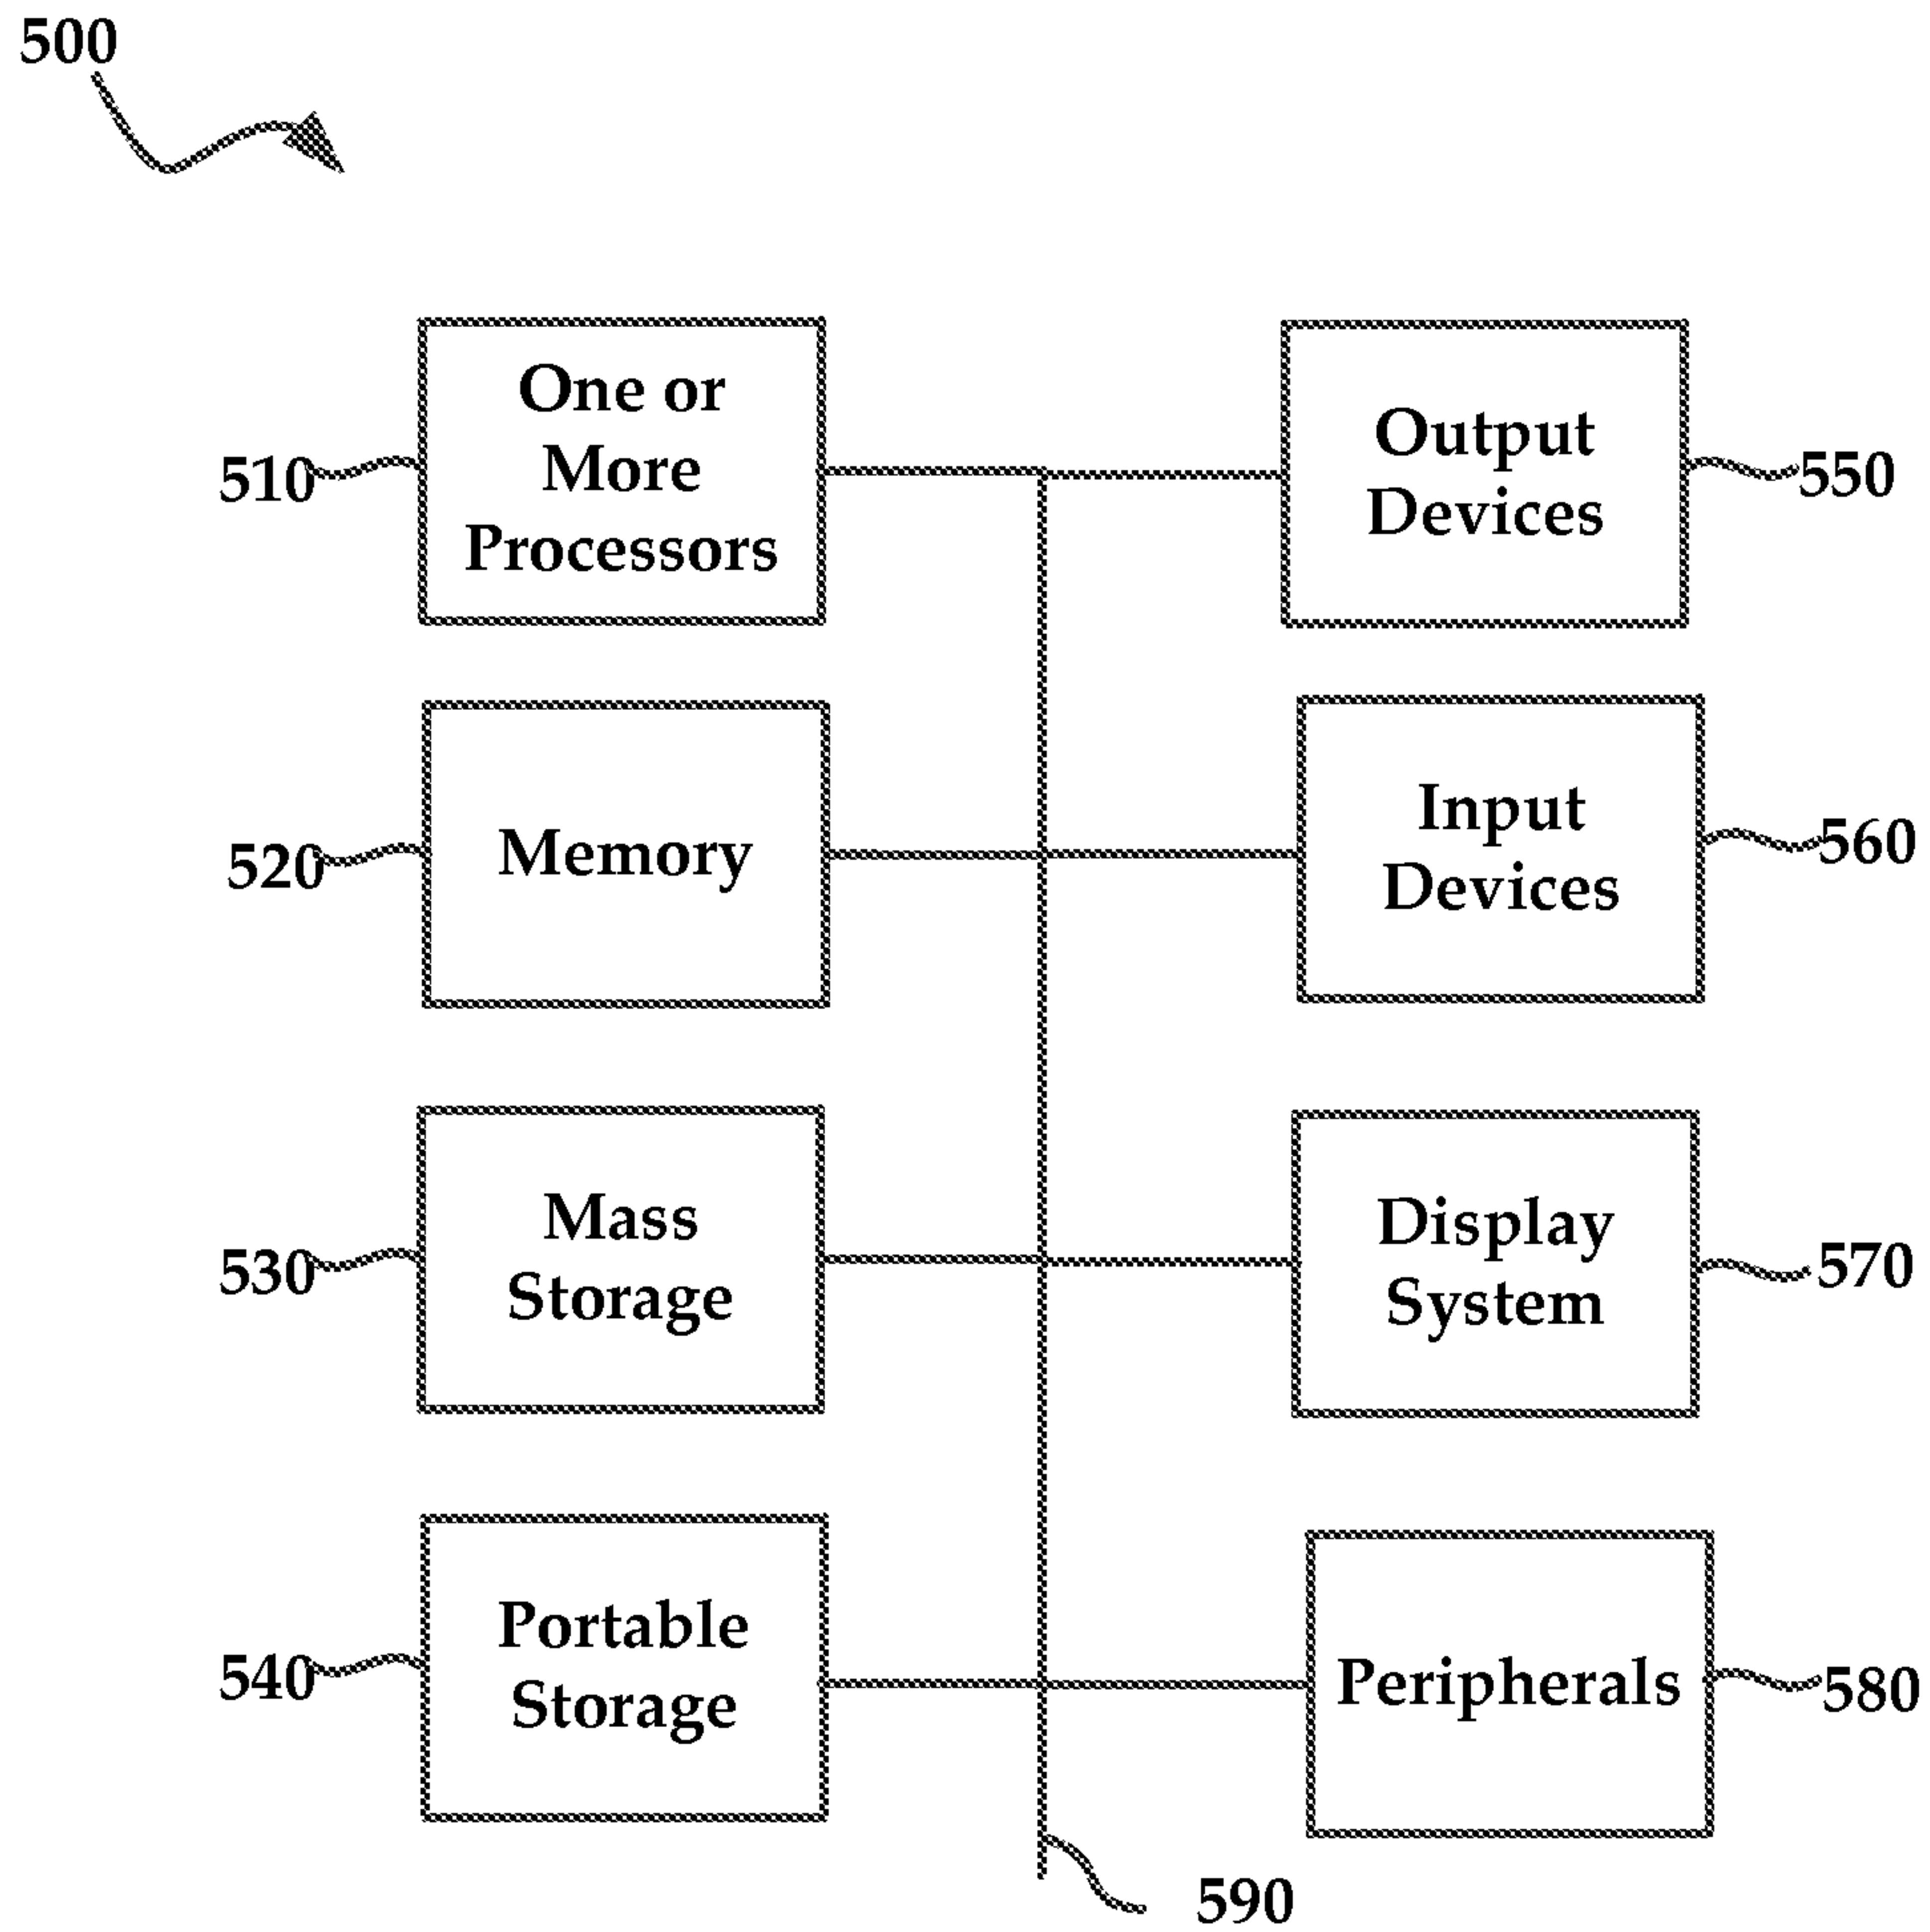 500
One or
More
Processors
510
Output
Devices
550
Memory
520
Input
Devices
560
Mass
Storage
530
Display
System
570
Portable
Storage
540
Peripherals
580
590